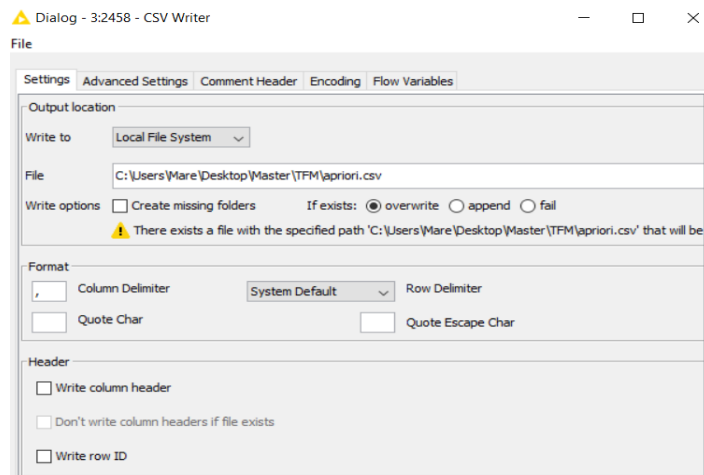 Dialog - 3:2458 - CSV Writer
File
Settings Advanced Settings Comment Header Encoding Flow Variables
Output location
Write to Local File System
File C:\Users\Mare\Desktop\Master\TFM\apriori.csv
Write options Create missing folders If exists: overwrite append fail
There exists a file with the specified path 'C:\Users\Mare\Desktop\Master\TFM\apriori.csv' that will be
Format
, Column Delimiter System Default Row Delimiter
Quote Char Quote Escape Char
Header
Write column header
Don't write column headers if file exists
Write row ID